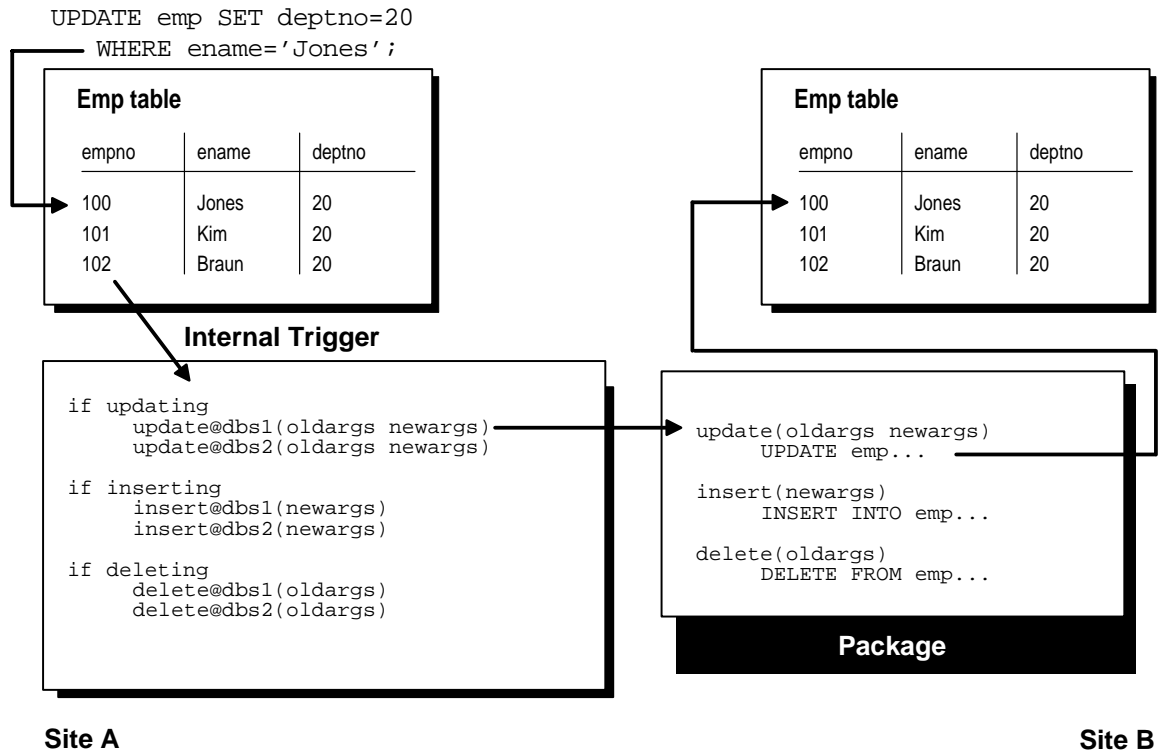 UPDATE emp SET deptno=20
WHERE ename=’Jones’;
Emp table
empno ename deptno
100 Jones 20
101 Kim 20
102 Braun 20
Emp table
empno ename deptno
100 Jones 20
101 Kim 20
102 Braun 20
Internal Trigger
if updating
update@dbs1(oldargs newargs)
update@dbs2(oldargs newargs)
if inserting
insert@dbs1(newargs)
insert@dbs2(newargs)
if deleting
delete@dbs1(oldargs)
delete@dbs2(oldargs)
update(oldargs newargs)
UPDATE emp...
insert(newargs)
INSERT INTO emp...
delete(oldargs)
DELETE FROM emp...
Package
Site A
Site B